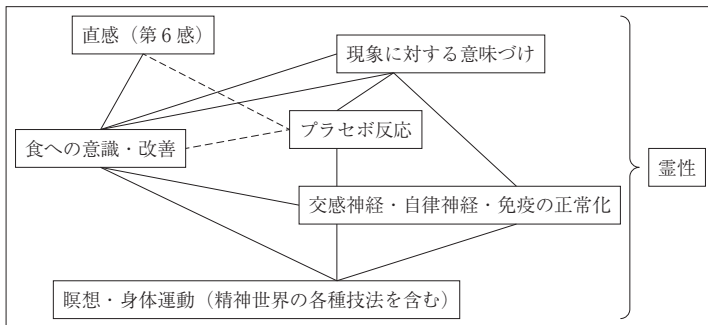 直感（第６感）
現象に対する意味づけ
プラセボ反応
食への意識・改善
霊性
交感神経・自律神経・免疫の正常化
瞑想・身体運動（精神世界の各種技法を含む）